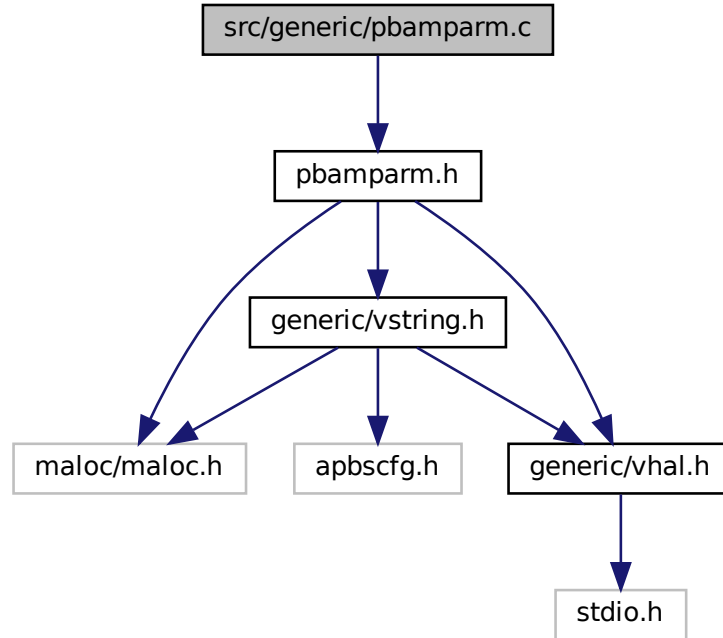 src/generic/pbamparm.c
pbamparm.h
generic/vstring.h
maloc/maloc.h
apbscfg.h
generic/vhal.h
stdio.h